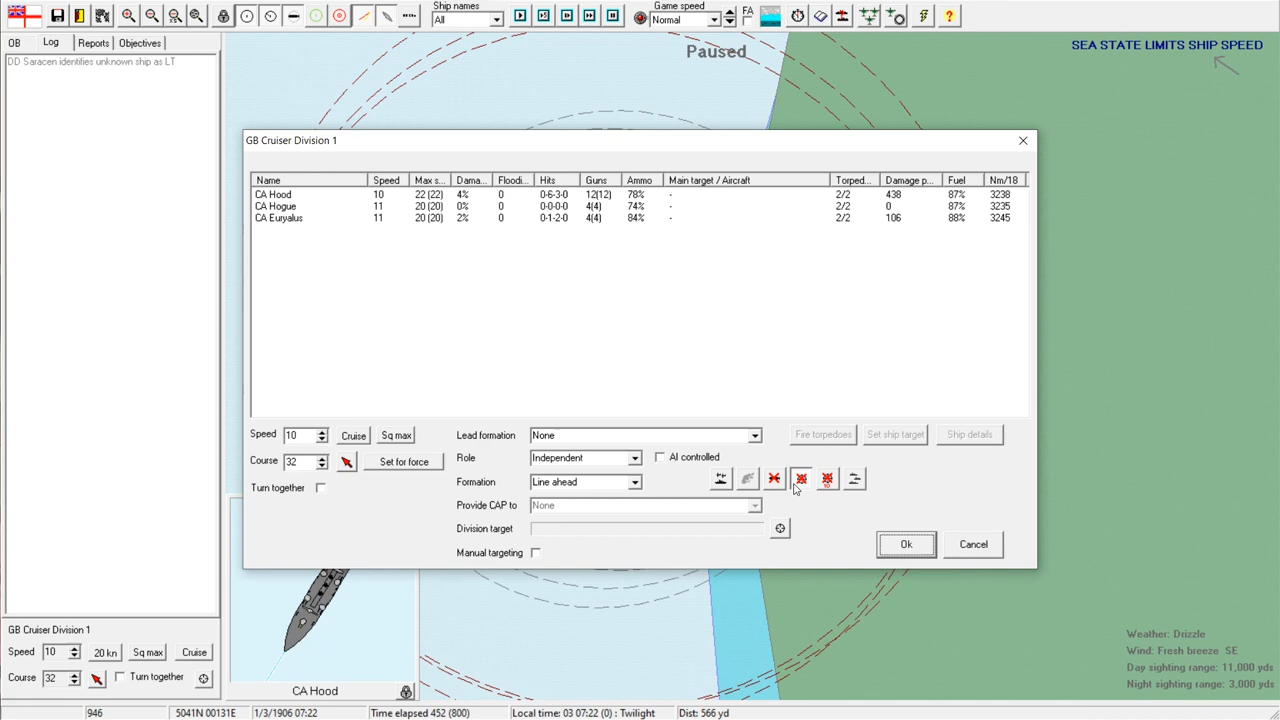 Ship names
All
Game speed
Normal
FA
OB
Log
Reports
Objectives
DD Saracen identifies unknown ship as LT
Paused
SEA STATE LIMITS SHIP SPEED
GB Cruiser Division 1
Name Speed Max s... Dama... Floodi... Hits Guns Ammo Main target / Aircraft Torped... Damage p... Fuel Nm/18
CA Hood 10 22 (22) 4% 0 0-6-3-0 12(12) 78% - 2/2 438 87% 3238
CA Hogue 11 20 (20) 0% 0 0-0-0-0 4(4) 74% - 2/2 0 87% 3235
CA Euryalus 11 20 (20) 2% 0 0-1-2-0 4(4) 84% - 2/2 106 88% 3245
Speed 10 Cruise Sq max
Course 32 Set for force
Turn together
Lead formation None
Role Independent
AI controlled
Formation Line ahead
Provide CAP to None
Division target
Manual targeting
Fire torpedoes Set ship target Ship details
10
Ok Cancel
GB Cruiser Division 1
Speed 10 20 kn Sq max Cruise
Course 32 Turn together
CA Hood
Weather: Drizzle
Wind: Fresh breeze SE
Day sighting range: 11,000 yds
Night sighting range: 3,000 yds
946 5041N 00131E 1/3/1906 07:22 Time elapsed 452 (800) Local time: 03 07:22 (0) : Twilight Dist: 566 yd